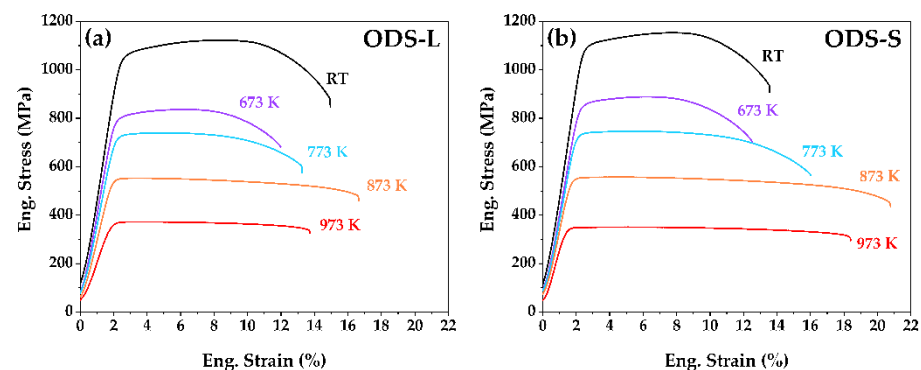 (a)
ODS-L
1200
1000
800
600
400
200
0
Eng. Stress (MPa)
RT
673 K
773 K
873 K
973 K
0 2 4 6 8 10 12 14 16 18 20 22
Eng. Strain (%)
(b)
ODS-S
1200
1000
800
600
400
200
0
Eng. Stress (MPa)
RT
673 K
773 K
873 K
973 K
0 2 4 6 8 10 12 14 16 18 20 22
Eng. Strain (%)